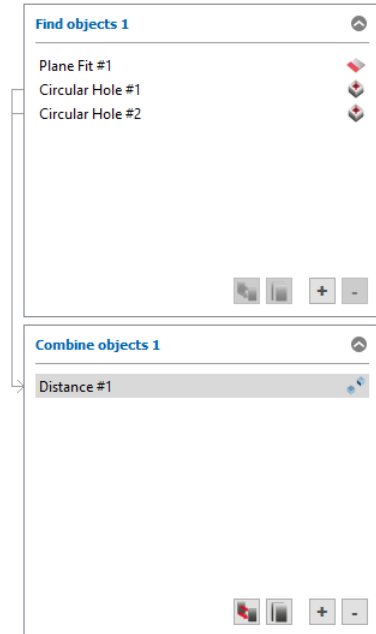 Find objects 1
Plane Fit #1
Circular Hole #1
Circular Hole #2
+ -
Combine objects 1
Distance #1
+ -